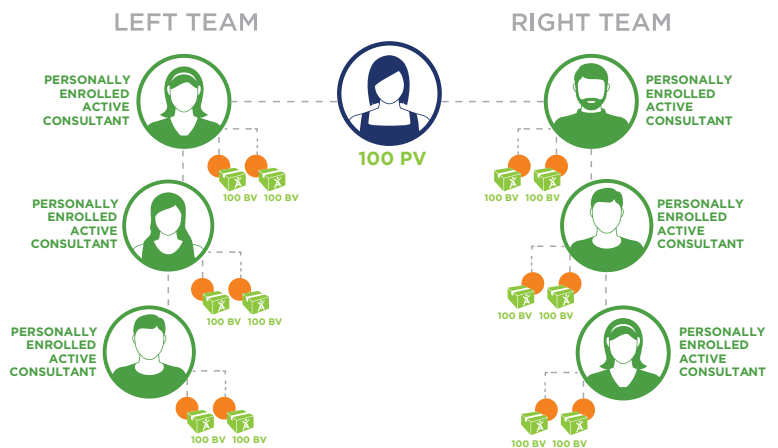 LEFT TEAM
RIGHT TEAM
PERSONALLY
ENROLLED
ACTIVE
CONSULTANT
100 PV
PERSONALLY
ENROLLED
ACTIVE
CONSULTANT
100 BV 100 BV
100 BV 100 BV
PERSONALLY
ENROLLED
ACTIVE
CONSULTANT
PERSONALLY
ENROLLED
ACTIVE
CONSULTANT
100 BV 100 BV
100 BV 100 BV
PERSONALLY
ENROLLED
ACTIVE
CONSULTANT
PERSONALLY
ENROLLED
ACTIVE
CONSULTANT
100 BV 100 BV
100 BV 100 BV